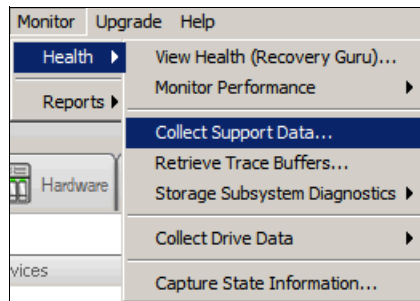 Monitor Upgrade Help
Health View Health (Recovery Guru)...
Monitor Performance
Reports
Collect Support Data...
Retrieve Trace Buffers...
Hardware Storage Subsystem Diagnostics
Collect Drive Data
vices
Capture State Information...